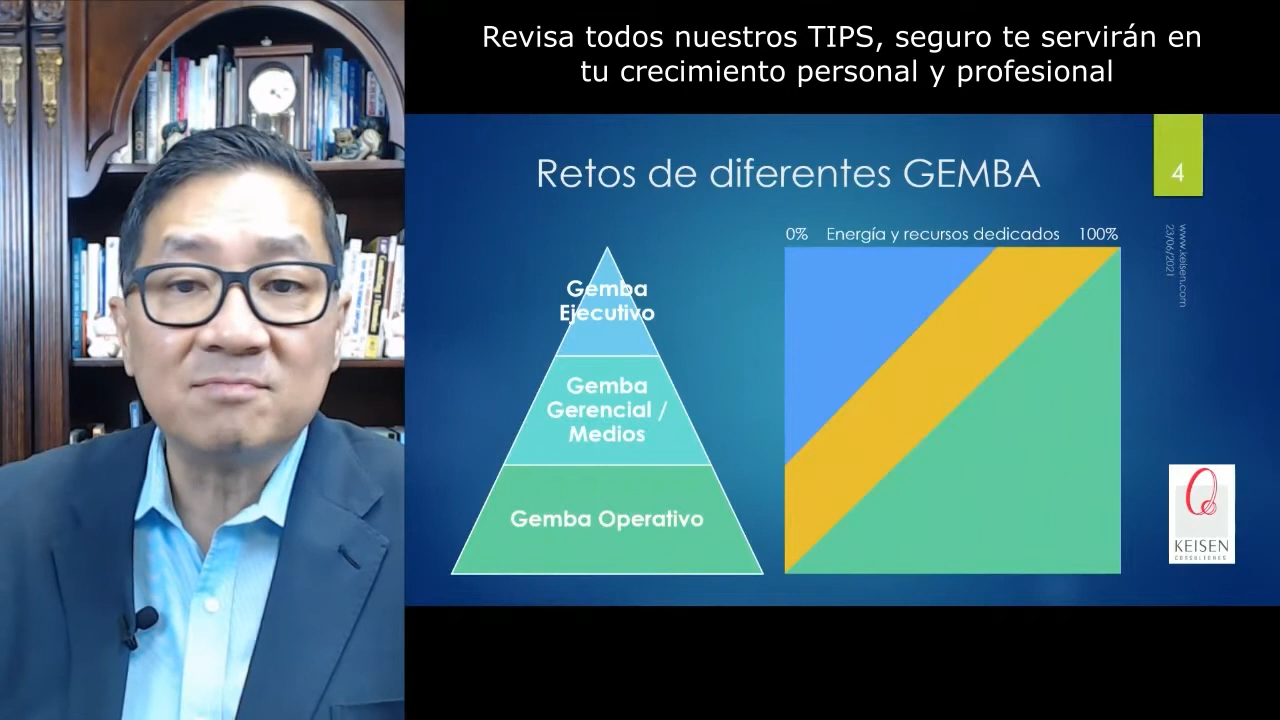 Revisa todos nuestros TIPS, seguro te servirán en
tu crecimiento personal y profesional
Retos de diferentes GEMBA
4
0% Energía y recursos dedicados 100%
www.keisen.com
23/06/2021
Gemba
Ejecutivo
Gemba
Gerencial /
Medios
Gemba Operativo
KEISEN